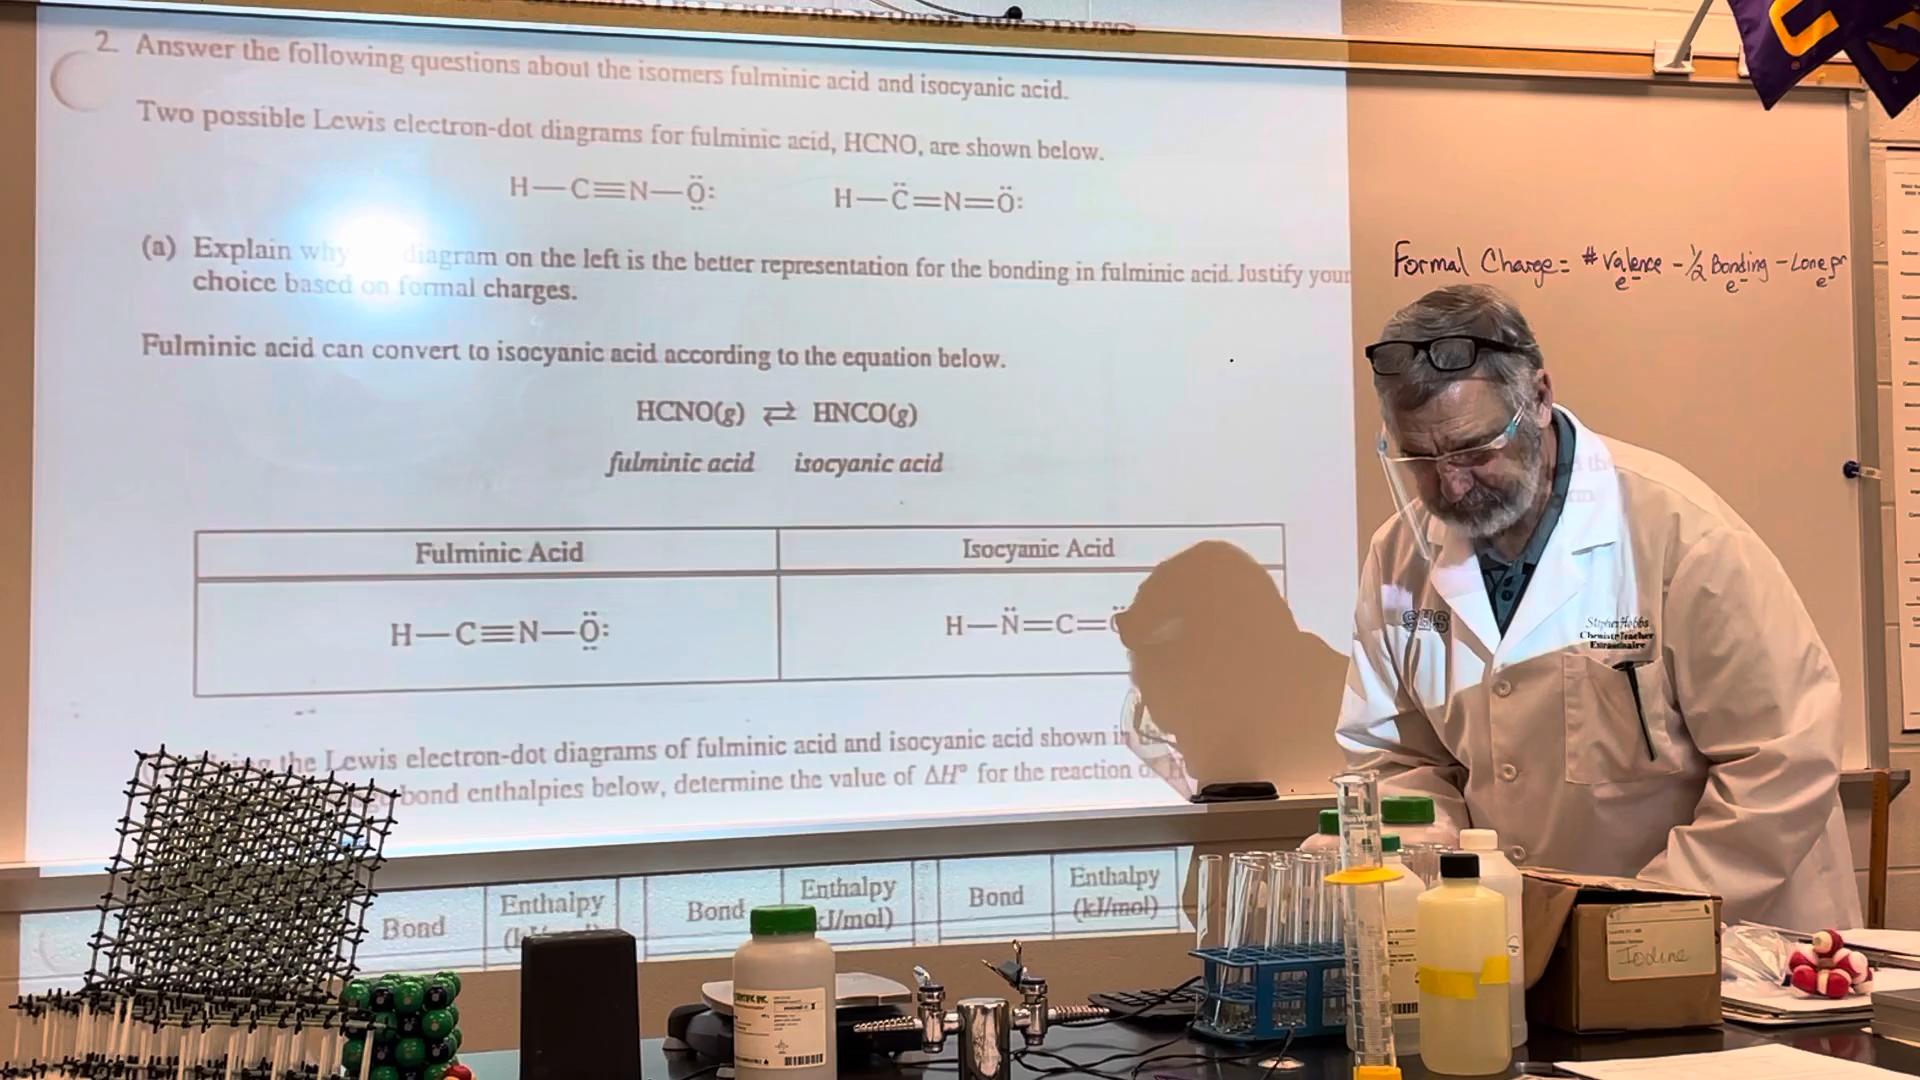 RESPONSE QUESTIONS
2. Answer the following questions about the isomers fulminic acid and isocyanic acid.
Two possible Lewis electron-dot diagrams for fulminic acid, HCNO, are shown below.
H—C≡N—Ö: H—C̈=N=Ö:
(a) Explain why diagram on the left is the better representation for the bonding in fulminic acid. Justify your
choice based on formal charges.
Formal Charge = # valence e⁻ - ½ Bonding e⁻ - Lone pr e⁻
Fulminic acid can convert to isocyanic acid according to the equation below.
HCNO(g) ⇄ HNCO(g)
fulminic acid isocyanic acid
Fulminic Acid Isocyanic Acid
H—C≡N—Ö: H—N̈=C=
SHS
Stephen Hobbs
Chemistry Teacher
Extraordinaire
the Lewis electron-dot diagrams of fulminic acid and isocyanic acid shown in
bond enthalpies below, determine the value of ΔH° for the reaction
Bond Enthalpy Bond Enthalpy (kJ/mol) Bond Enthalpy (kJ/mol)
Iodine